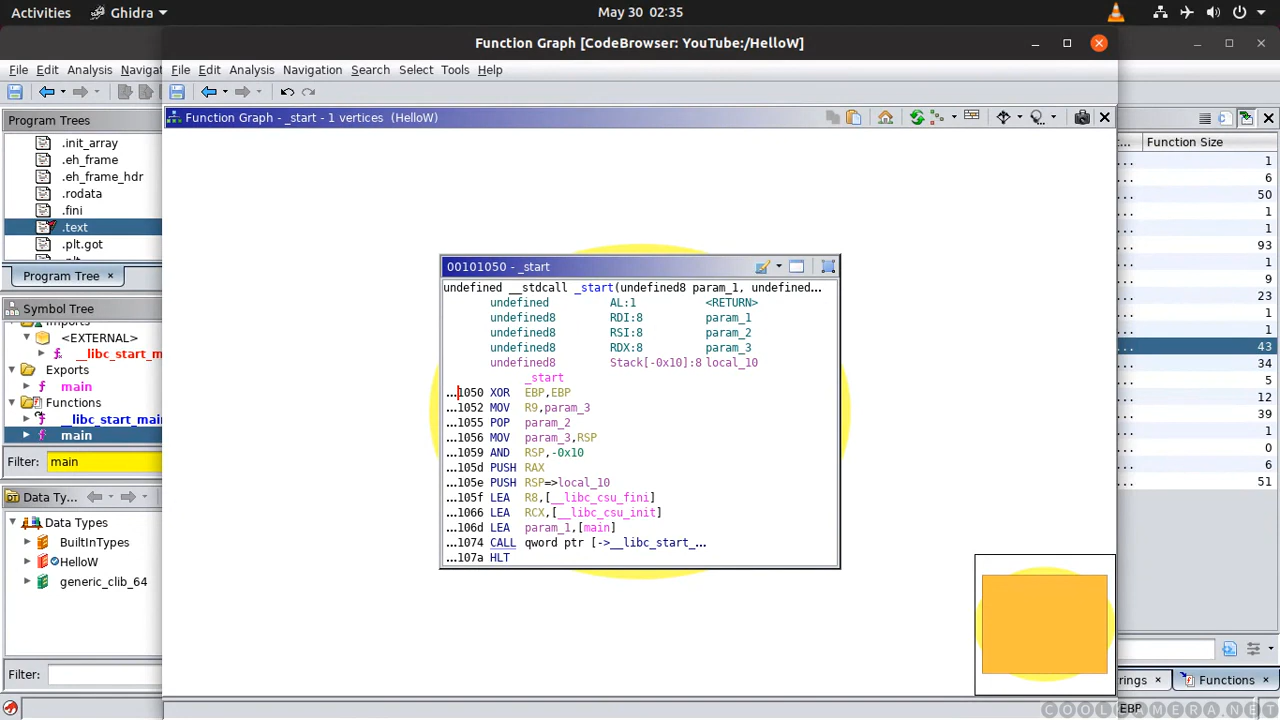 Activities
Ghidra
May 30 02:35
Function Graph [CodeBrowser: YouTube:/HelloW]
File Edit Analysis Naviga
File Edit Analysis Navigation Search Select Tools Help
Program Trees
Function Graph - _start - 1 vertices (HelloW)
.init_array
.eh_frame
.eh_frame_hdr
.rodata
.fini
.text
.plt.got
Program Tree ×
Symbol Tree
Imports
<EXTERNAL>
f __libc_start_m
Exports
f main
Functions
f __libc_start_mai
f main
Filter: main
Data Ty...
Data Types
BuiltInTypes
HelloW
generic_clib_64
Filter:
00101050 - _start
undefined __stdcall _start(undefined8 param_1, undefined...
undefined AL:1 <RETURN>
undefined8 RDI:8 param_1
undefined8 RSI:8 param_2
undefined8 RDX:8 param_3
undefined8 Stack[-0x10]:8 local_10
_start
...1050 XOR EBP,EBP
...1052 MOV R9,param_3
...1055 POP param_2
...1056 MOV param_3,RSP
...1059 AND RSP,-0x10
...105d PUSH RAX
...105e PUSH RSP=>local_10
...105f LEA R8,[__libc_csu_fini]
...1066 LEA RCX,[__libc_csu_init]
...106d LEA param_1,[main]
...1074 CALL qword ptr [->__libc_start_...
...107a HLT
... Function Size
... 1
... 6
... 50
... 1
... 1
... 93
... 9
... 23
... 1
... 1
... 43
... 34
... 12
... 39
... 1
... 0
... 6
... 51
rings × Functions ×
EBP
COOLCAMERA.NET